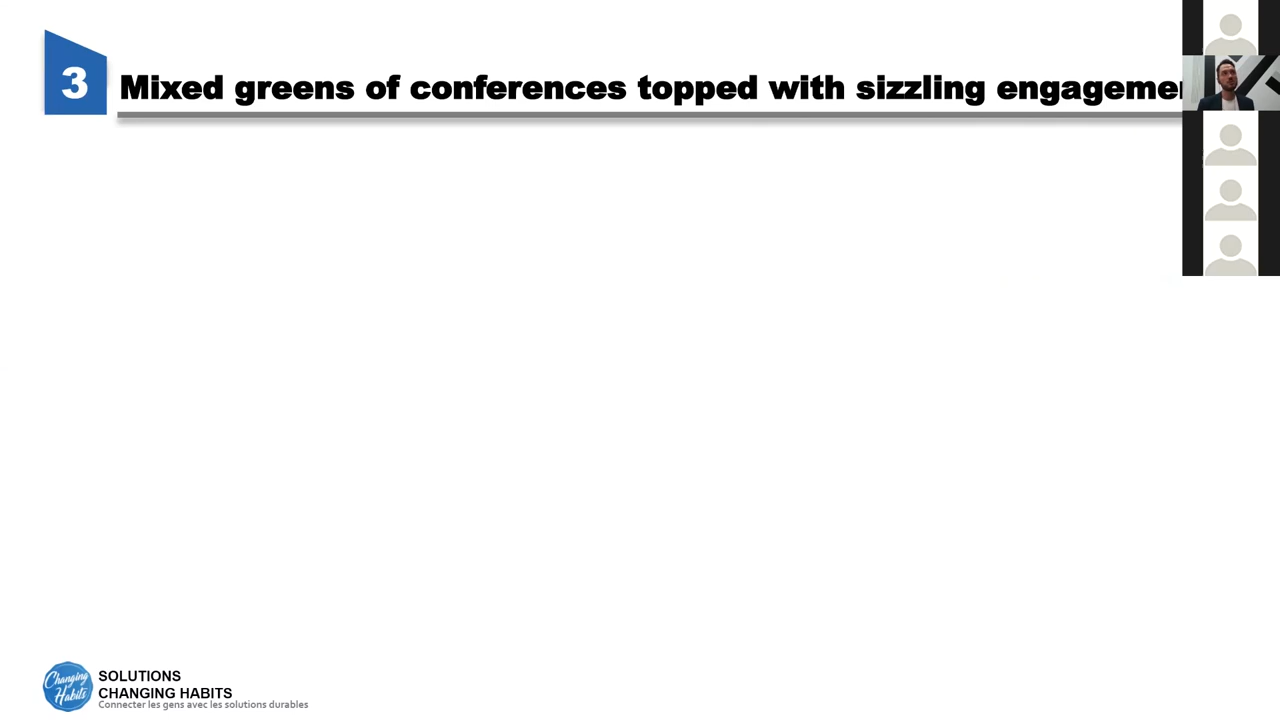 3
Mixed greens of conferences topped with sizzling
Changing
Habits
SOLUTIONS
CHANGING HABITS
Connecter les gens avec les solutions durables